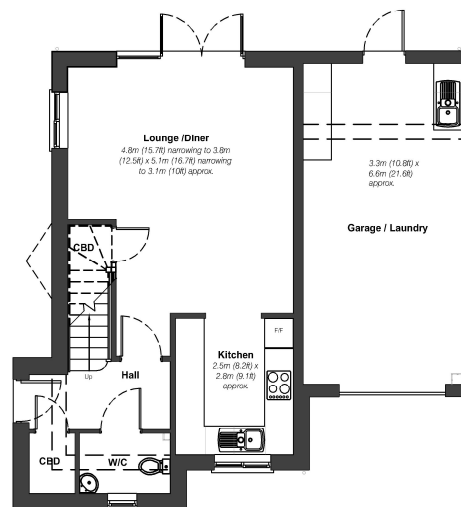 Lounge /Diner
4.8m (15.7ft) narrowing to 3.8m
(12.5ft) x 5.1m (16.7ft) narrowing
to 3.1m (10ft) approx.
3.3m (10.8ft) x
6.6m (21.6ft)
approx.
Garage / Laundry
CBD
F/F
Kitchen
2.5m (8.2ft) x
2.8m (9.1ft)
approx.
Hall
Up
CBD
W/C